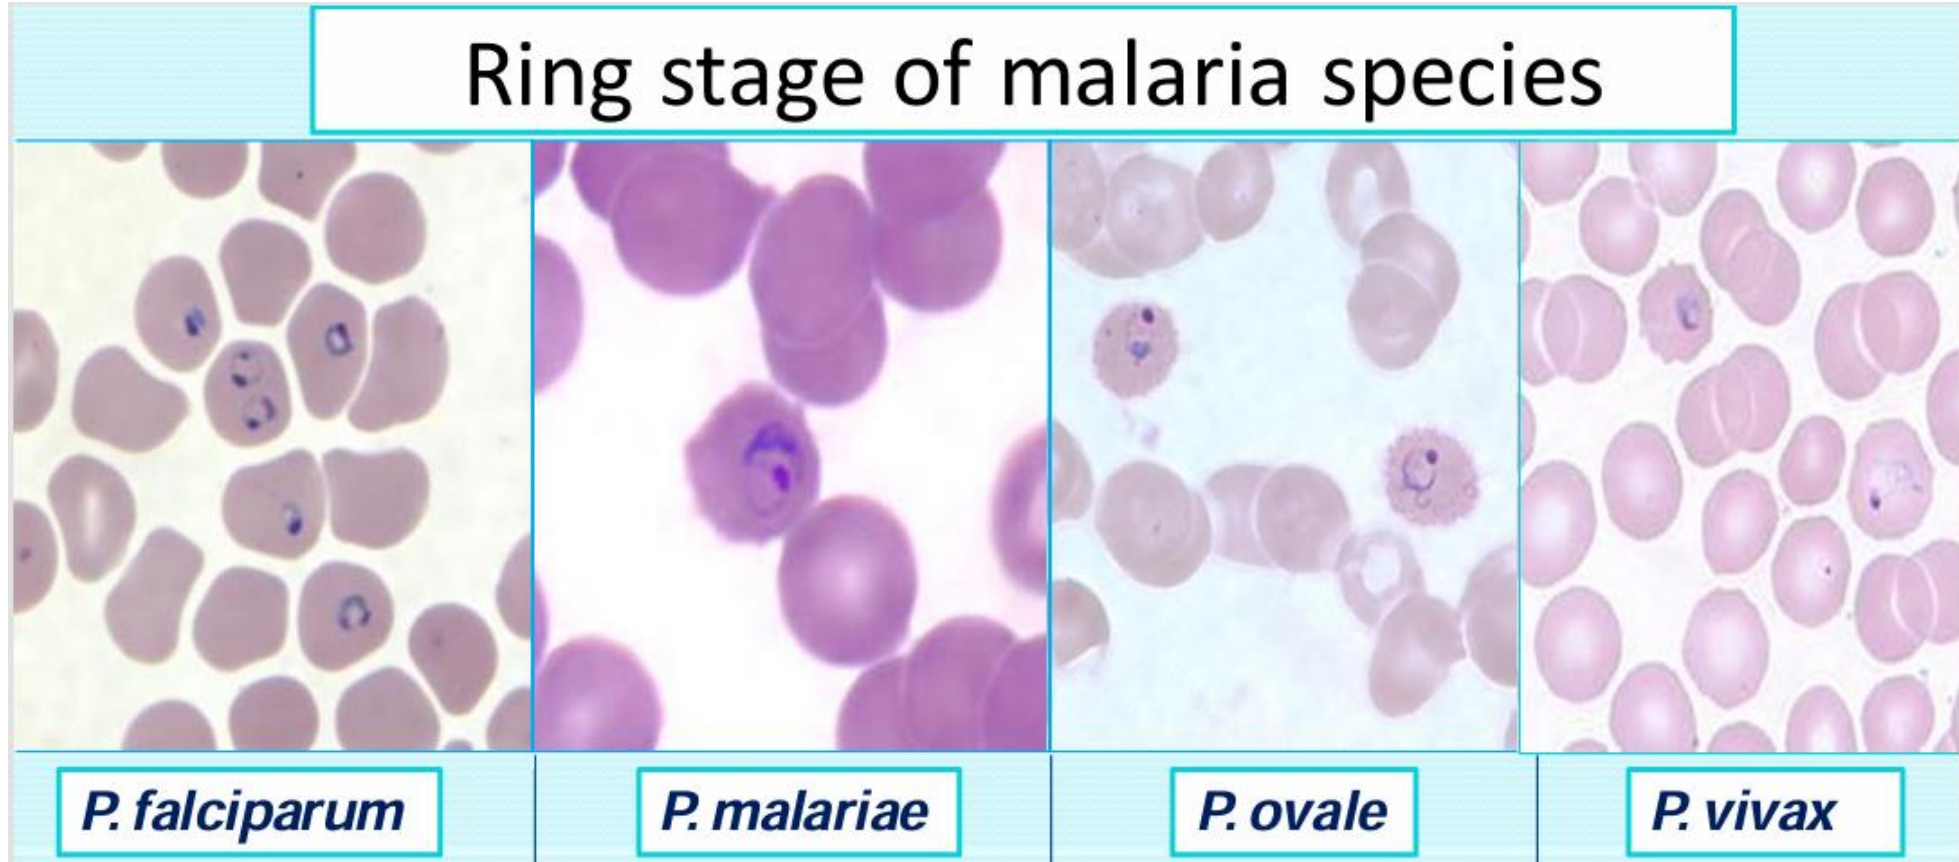 Ring stage of malaria species
P. falciparum
P. malariae
P. ovale
P. vivax